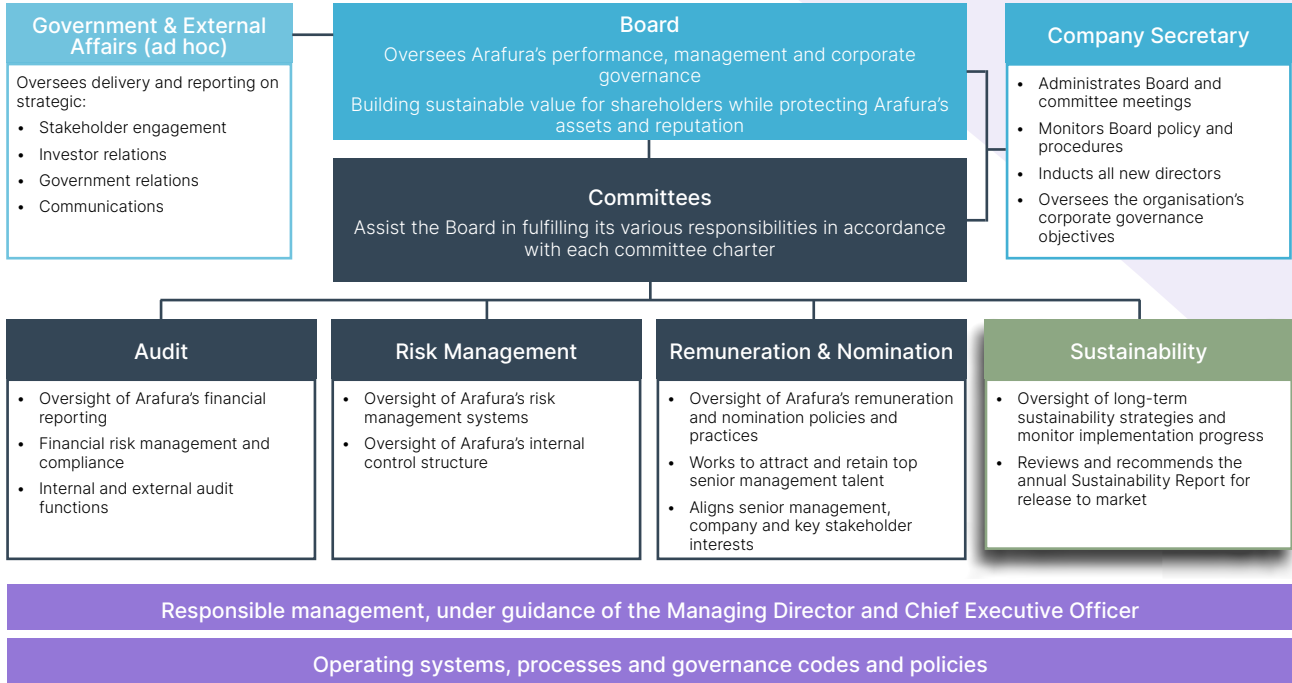 Government & External
Affairs (ad hoc)
Oversees delivery and reporting on
strategic:
• Stakeholder engagement
• Investor relations
• Government relations
• Communications
Board
Oversees Arafura's performance, management and corporate
governance
Building sustainable value for shareholders while protecting Arafura's
assets and reputation
Company Secretary
• Administrates Board and
committee meetings
• Monitors Board policy and
procedures
• Inducts all new directors
• Oversees the organisation's
corporate governance
objectives
Committees
Assist the Board in fulfilling its various responsibilities in accordance
with each committee charter
Audit
• Oversight of Arafura's financial
reporting
• Financial risk management and
compliance
• Internal and external audit
functions
Risk Management
• Oversight of Arafura's risk
management systems
• Oversight of Arafura's internal
control structure
Remuneration & Nomination
• Oversight of Arafura's remuneration
and nomination policies and
practices
• Works to attract and retain top
senior management talent
• Aligns senior management,
company and key stakeholder
interests
Sustainability
• Oversight of long-term
sustainability strategies and
monitor implementation progress
• Reviews and recommends the
annual Sustainability Report for
release to market
Responsible management, under guidance of the Managing Director and Chief Executive Officer
Operating systems, processes and governance codes and policies